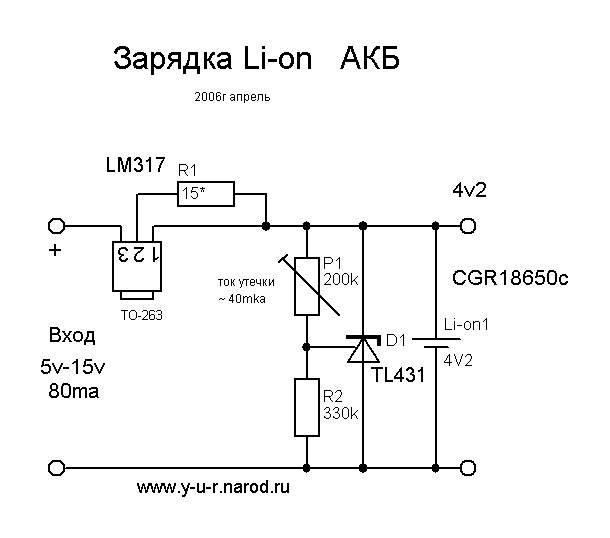 Зарядка Li-on АКБ
2006г апрель
LM317
R1
15*
4v2
+
3 2 1
P1
200k
ток утечки
~ 40mka
CGR18650c
TO-263
Li-on1
Вход
D1
5v-15v
4V2
TL431
80ma
R2
330k
www.y-u-r.narod.ru